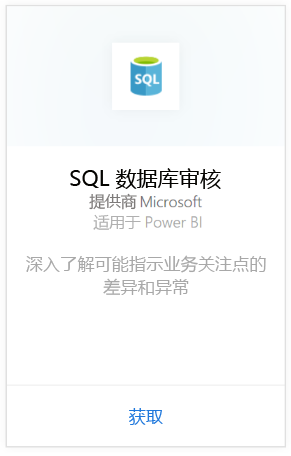 SQL
SQL 数据库审核
提供商 Microsoft
适用于 Power BI
深入了解可能指示业务关注点的
差异和异常
获取